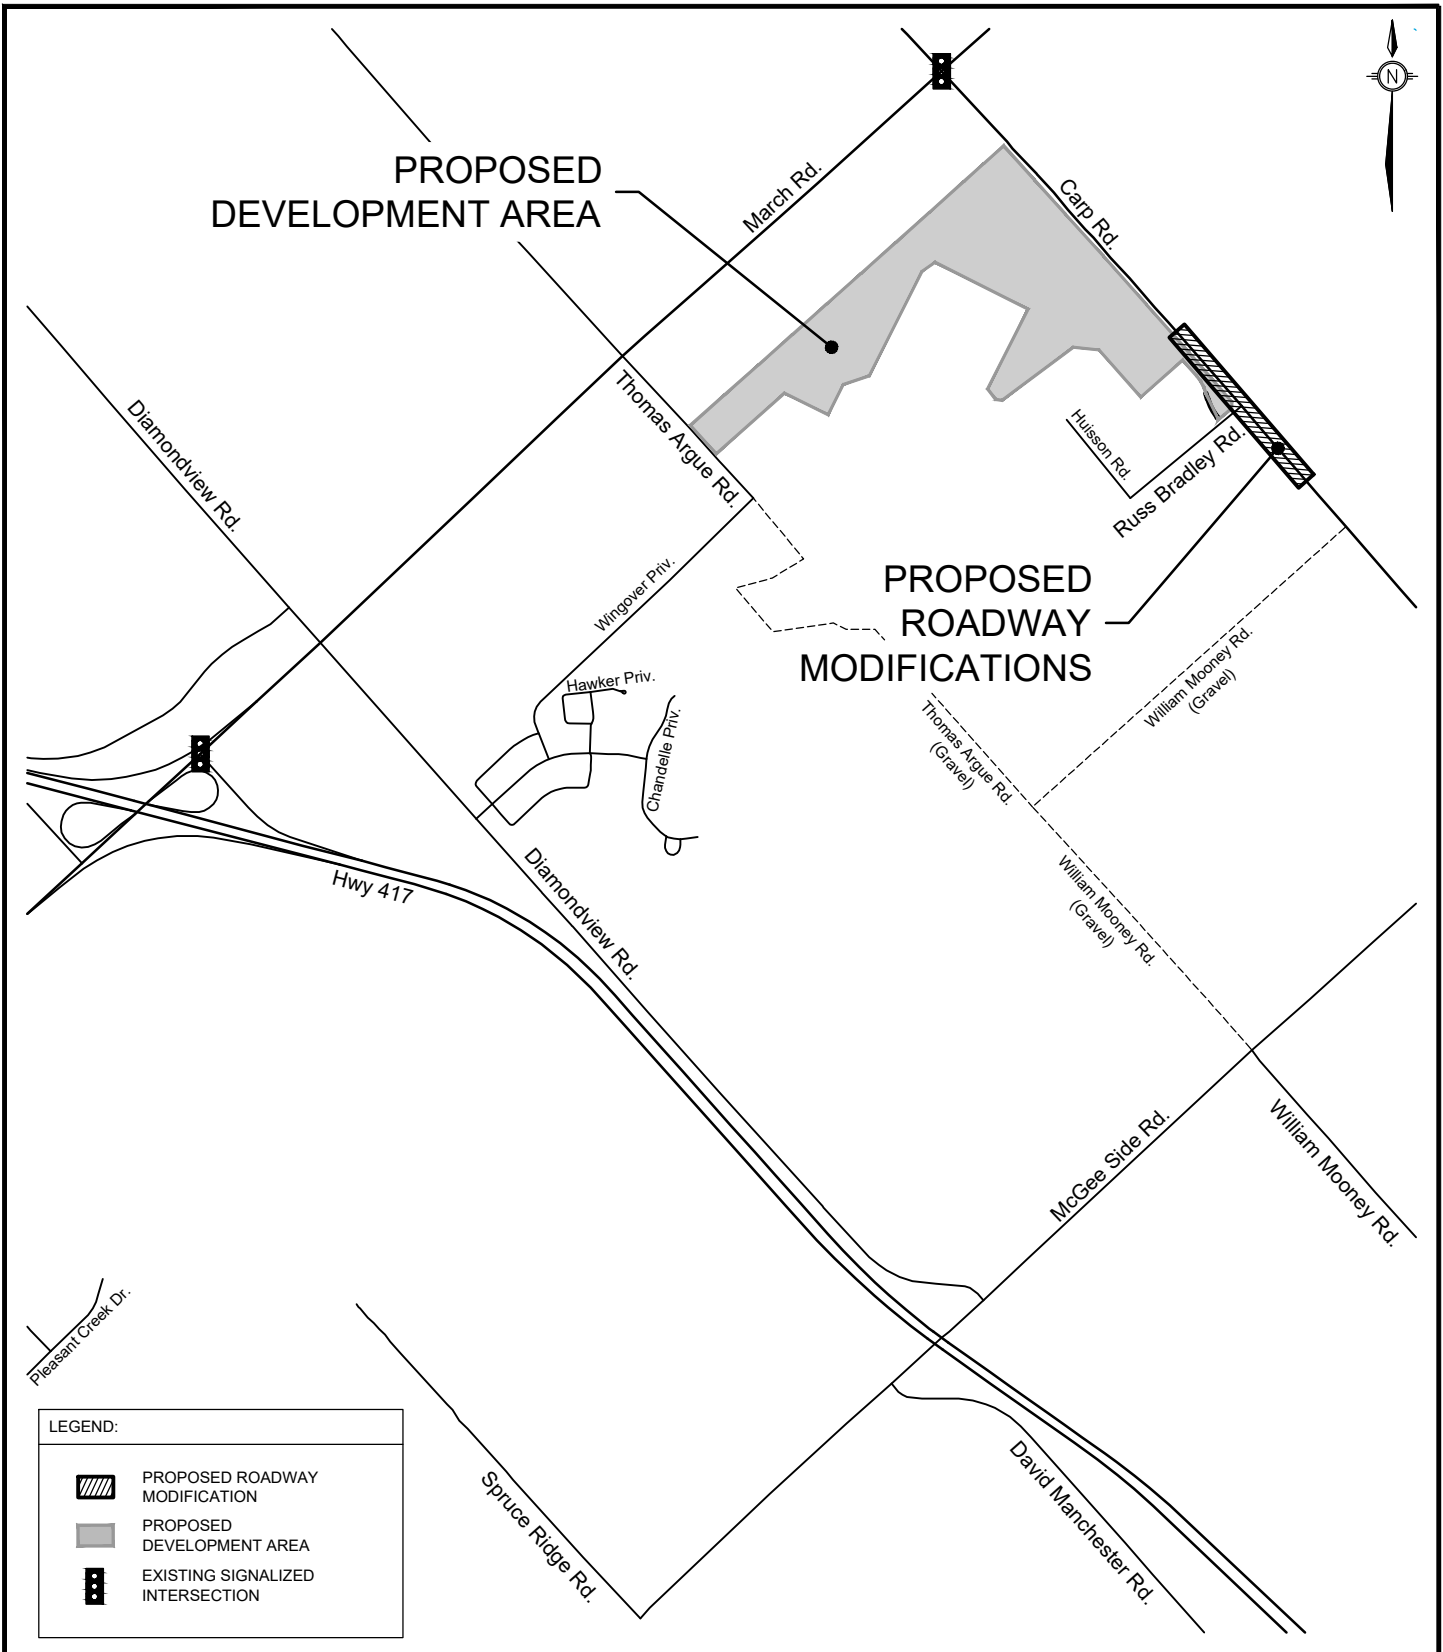 N
PROPOSED
DEVELOPMENT AREA
March Rd.
Carp Rd.
Thomas Argue Rd.
Diamondview Rd.
Huisson Rd.
Russ Bradley Rd.
Wingover Priv.
PROPOSED
ROADWAY
MODIFICATIONS
William Mooney Rd.
(Gravel)
Hawker Priv.
Chandelle Priv.
Thomas Argue Rd.
(Gravel)
Hwy 417
Diamondview Rd.
William Mooney Rd.
(Gravel)
McGee Side Rd.
William Mooney Rd.
Pleasant Creek Dr.
Spruce Ridge Rd.
David Manchester Rd.
LEGEND:
PROPOSED ROADWAY
MODIFICATION
PROPOSED
DEVELOPMENT AREA
EXISTING SIGNALIZED
INTERSECTION